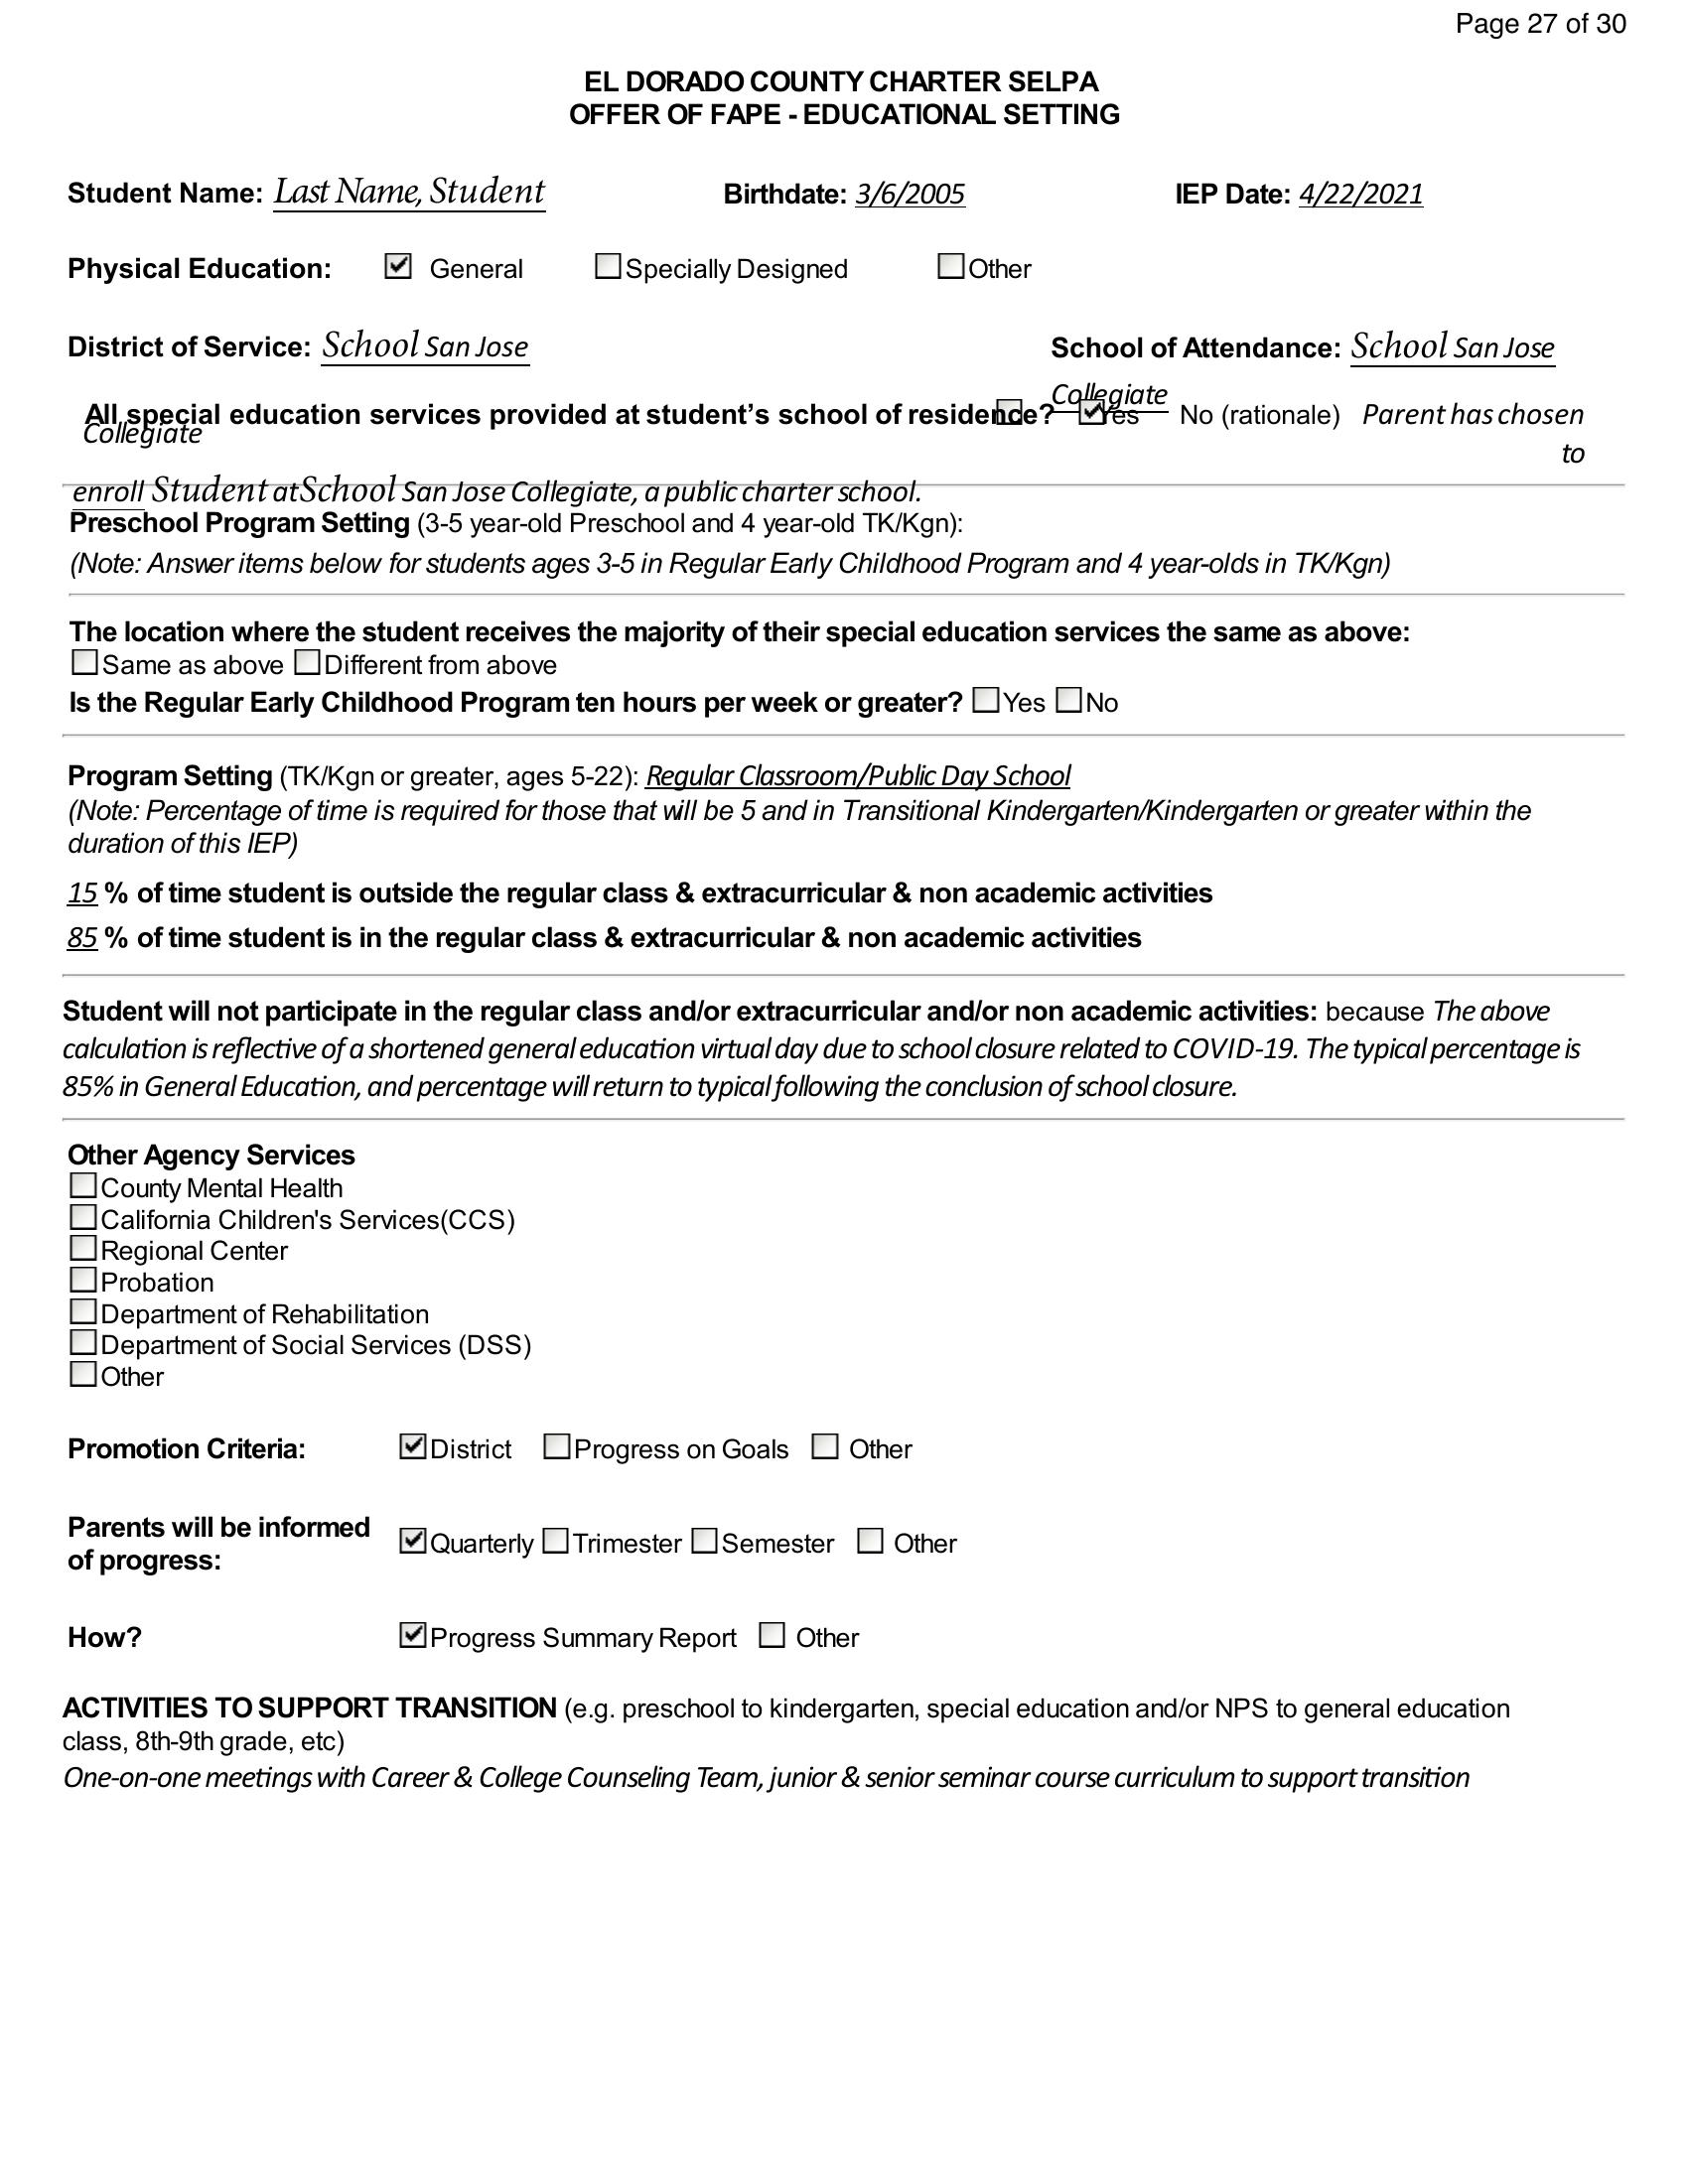 Page 27 of 30
EL DORADO COUNTY CHARTER SELPA
OFFER OF FAPE - EDUCATIONAL SETTING
Student Name: Last Name, Student Birthdate: 3/6/2005 IEP Date: 4/22/2021
Physical Education: General Specially Designed Other
District of Service: School San Jose School of Attendance: School San Jose
Collegiate
All special education services provided at student’s school of residence? Yes No (rationale) Parent has chosen
Collegiate
to
enroll Student at School San Jose Collegiate, a public charter school.
Preschool Program Setting (3-5 year-old Preschool and 4 year-old TK/Kgn):
(Note: Answer items below for students ages 3-5 in Regular Early Childhood Program and 4 year-olds in TK/Kgn)
The location where the student receives the majority of their special education services the same as above:
Same as above Different from above
Is the Regular Early Childhood Program ten hours per week or greater? Yes No
Program Setting (TK/Kgn or greater, ages 5-22): Regular Classroom/Public Day School
(Note: Percentage of time is required for those that will be 5 and in Transitional Kindergarten/Kindergarten or greater within the
duration of this IEP)
15 % of time student is outside the regular class & extracurricular & non academic activities
85 % of time student is in the regular class & extracurricular & non academic activities
Student will not participate in the regular class and/or extracurricular and/or non academic activities: because The above
calculation is reflective of a shortened general education virtual day due to school closure related to COVID-19. The typical percentage is
85% in General Education, and percentage will return to typical following the conclusion of school closure.
Other Agency Services
County Mental Health
California Children's Services(CCS)
Regional Center
Probation
Department of Rehabilitation
Department of Social Services (DSS)
Other
Promotion Criteria: District Progress on Goals Other
Parents will be informed
of progress: Quarterly Trimester Semester Other
How? Progress Summary Report Other
ACTIVITIES TO SUPPORT TRANSITION (e.g. preschool to kindergarten, special education and/or NPS to general education
class, 8th-9th grade, etc)
One-on-one meetings with Career & College Counseling Team, junior & senior seminar course curriculum to support transition